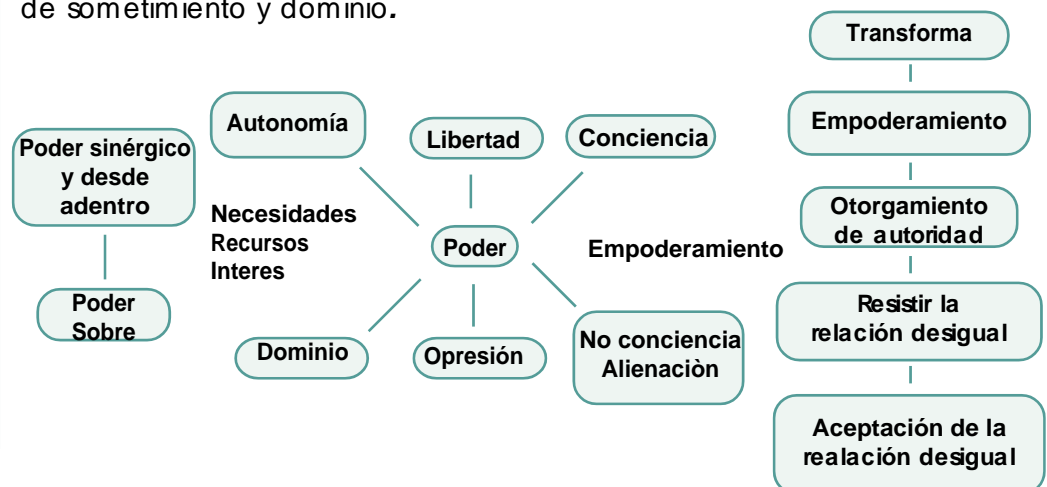 de sometimiento y dominio.
Poder sinérgico
y desde
adentro
Poder
Sobre
Autonomía
Libertad
Conciencia
Necesidades
Recursos
Interes
Poder
Empoderamiento
Dominio
Opresión
No conciencia
Alienaciòn
Transforma
Empoderamiento
Otorgamiento
de autoridad
Resistir la
relación desigual
Aceptación de la
realación desigual